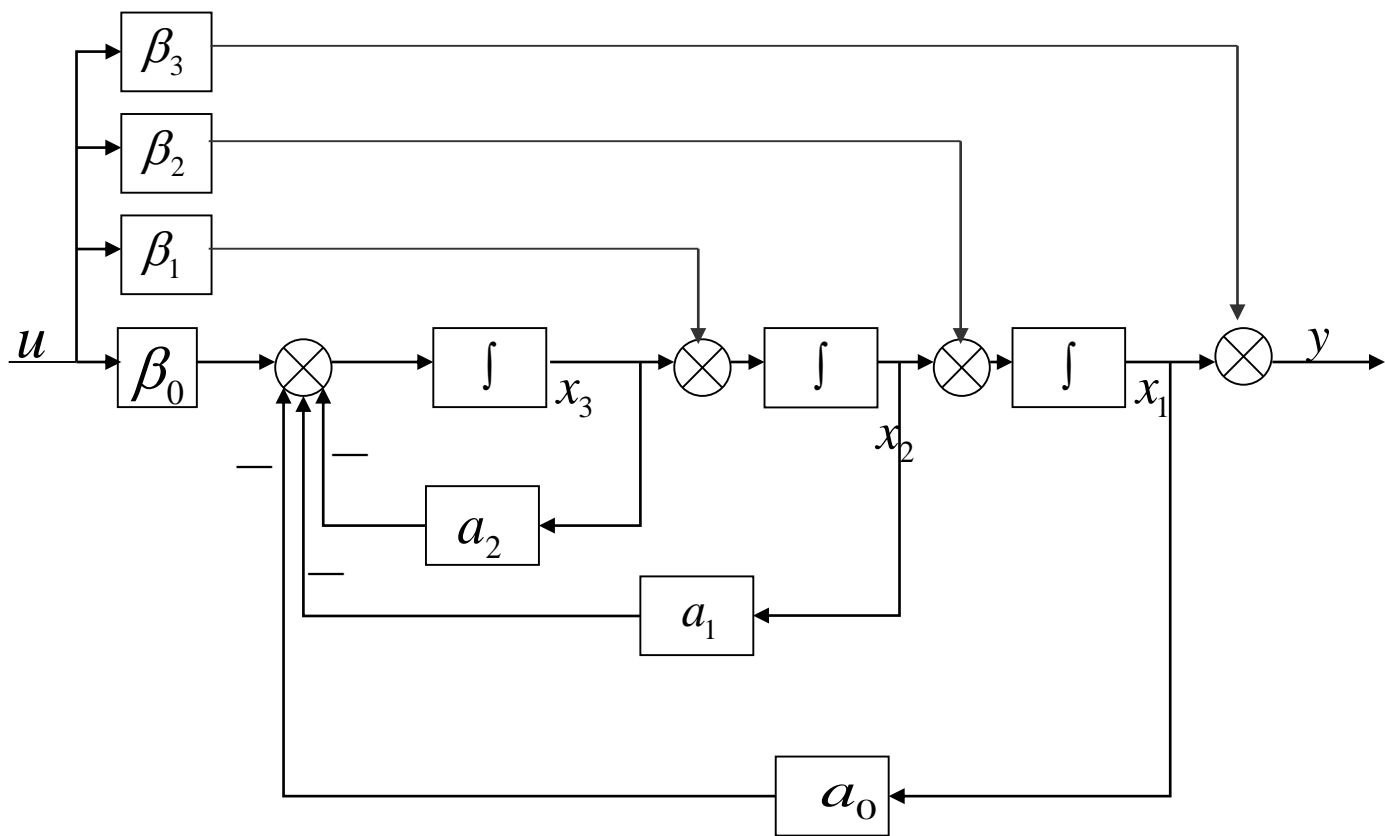 β₃
β₂
β₁
u
β₀
∫
x₃
∫
x₂
∫
x₁
y
—
—
a₂
—
a₁
a₀